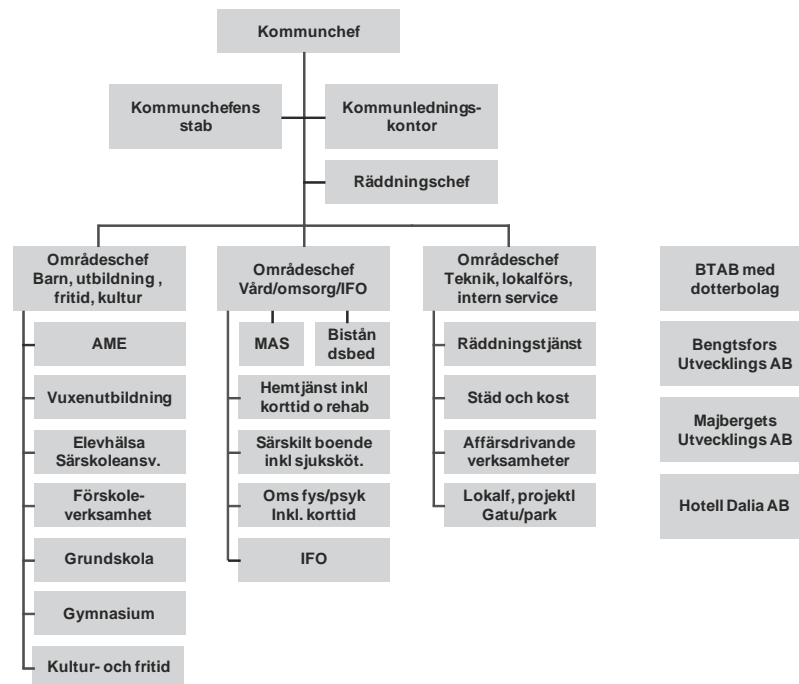 Kommunchef
Kommunchefens
stab
Kommunlednings-
kontor
Räddningschef
Områdeschef
Barn, utbildning ,
fritid, kultur
AME
Vuxenutbildning
Elevhälsa
Särskoleansv.
Förskole-
verksamhet
Grundskola
Gymnasium
Kultur- och fritid
Områdeschef
Vård/omsorg/IFO
MAS
Bistån
dsbed
Hemtjänst inkl
korttid o rehab
Särskilt boende
inkl sjuksköt.
Oms fys/psyk
Inkl. korttid
IFO
Områdeschef
Teknik, lokalförs,
intern service
Räddningstjänst
Städ och kost
Affärsdrivande
verksamheter
Lokalf, projektl
Gatu/park
BTAB med
dotterbolag
Bengtsfors
Utvecklings AB
Majbergets
Utvecklings AB
Hotell Dalia AB